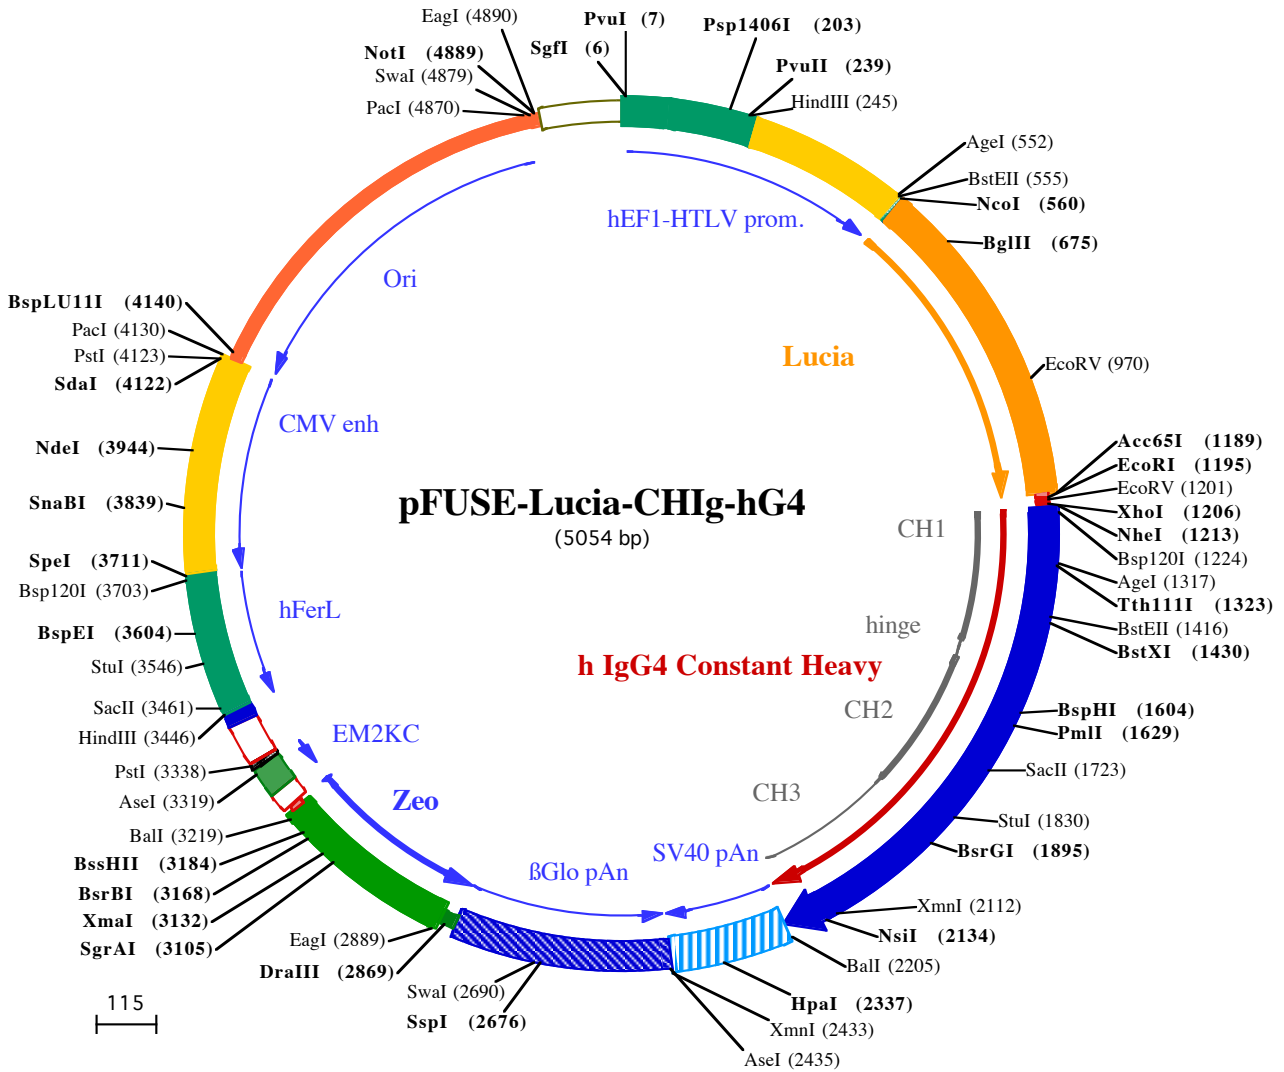 EagI (4890)
PvuI (7)
Psp1406I (203)
NotI (4889)
SgfI (6)
PvuII (239)
SwaI (4879)
HindIII (245)
PacI (4870)
AgeI (552)
BstEII (555)
NcoI (560)
hEF1-HTLV prom.
BglII (675)
Ori
BspLU11I (4140)
PacI (4130)
PstI (4123)
SdaI (4122)
Lucia
EcoRV (970)
CMV enh
NdeI (3944)
Acc65I (1189)
EcoRI (1195)
EcoRV (1201)
SnaBI (3839)
pFUSE-Lucia-CHIg-hG4
(5054 bp)
XhoI (1206)
CH1
NheI (1213)
Bsp120I (1224)
SpeI (3711)
AgeI (1317)
Bsp120I (3703)
Tth111I (1323)
hFerL
hinge
BstEII (1416)
BspEI (3604)
BstXI (1430)
StuI (3546)
h IgG4 Constant Heavy
SacII (3461)
CH2
BspHI (1604)
HindIII (3446)
EM2KC
PmlI (1629)
PstI (3338)
SacII (1723)
AseI (3319)
Zeo
CH3
StuI (1830)
BalI (3219)
BsrGI (1895)
BssHII (3184)
SV40 pAn
ßGlo pAn
BsrBI (3168)
XmnI (2112)
XmaI (3132)
NsiI (2134)
EagI (2889)
SgrAI (3105)
BalI (2205)
DraIII (2869)
SwaI (2690)
HpaI (2337)
115
SspI (2676)
XmnI (2433)
AseI (2435)